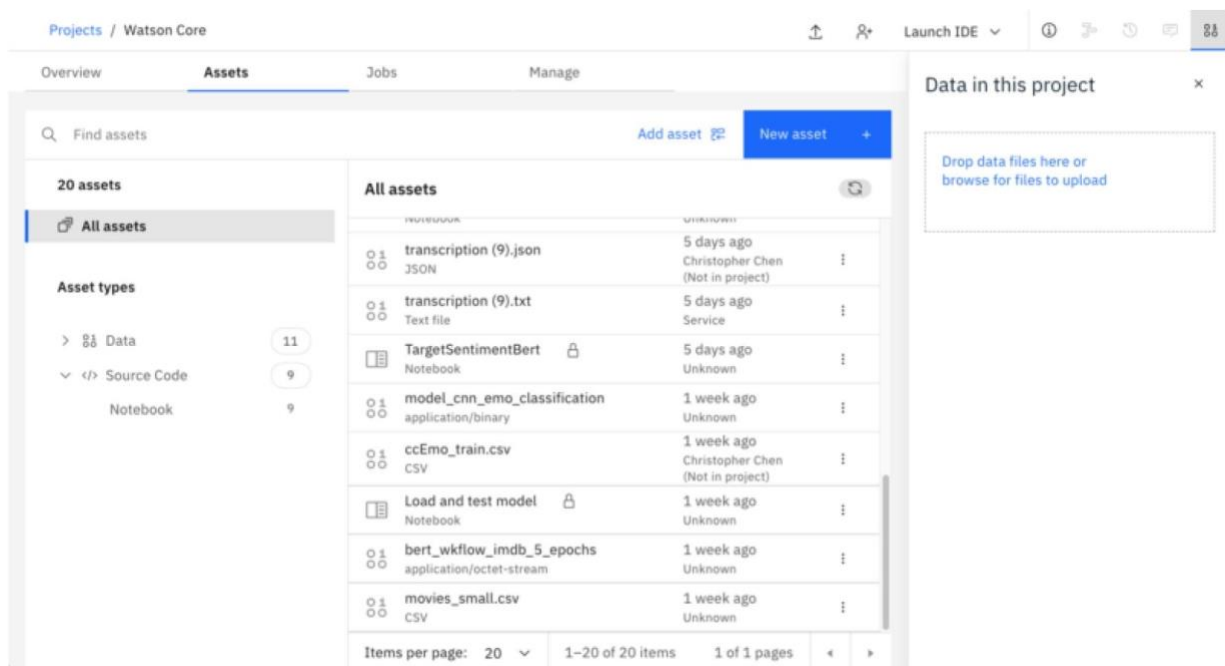 Projects / Watson Core
Launch IDE
Overview
Assets
Jobs
Manage
Data in this project
Find assets
Add asset
New asset +
Drop data files here or
browse for files to upload
20 assets
All assets
Asset types
Data 11
</> Source Code 9
Notebook 9
All assets
Notebook Unknown
transcription (9).json 5 days ago
JSON Christopher Chen
(Not in project)
transcription (9).txt 5 days ago
Text file Service
TargetSentimentBert 5 days ago
Notebook Unknown
model_cnn_emo_classification 1 week ago
application/binary Unknown
ccEmo_train.csv 1 week ago
CSV Christopher Chen
(Not in project)
Load and test model 1 week ago
Notebook Unknown
bert_wkflow_imdb_5_epochs 1 week ago
application/octet-stream Unknown
movies_small.csv 1 week ago
CSV Unknown
Items per page: 20 1–20 of 20 items 1 of 1 pages